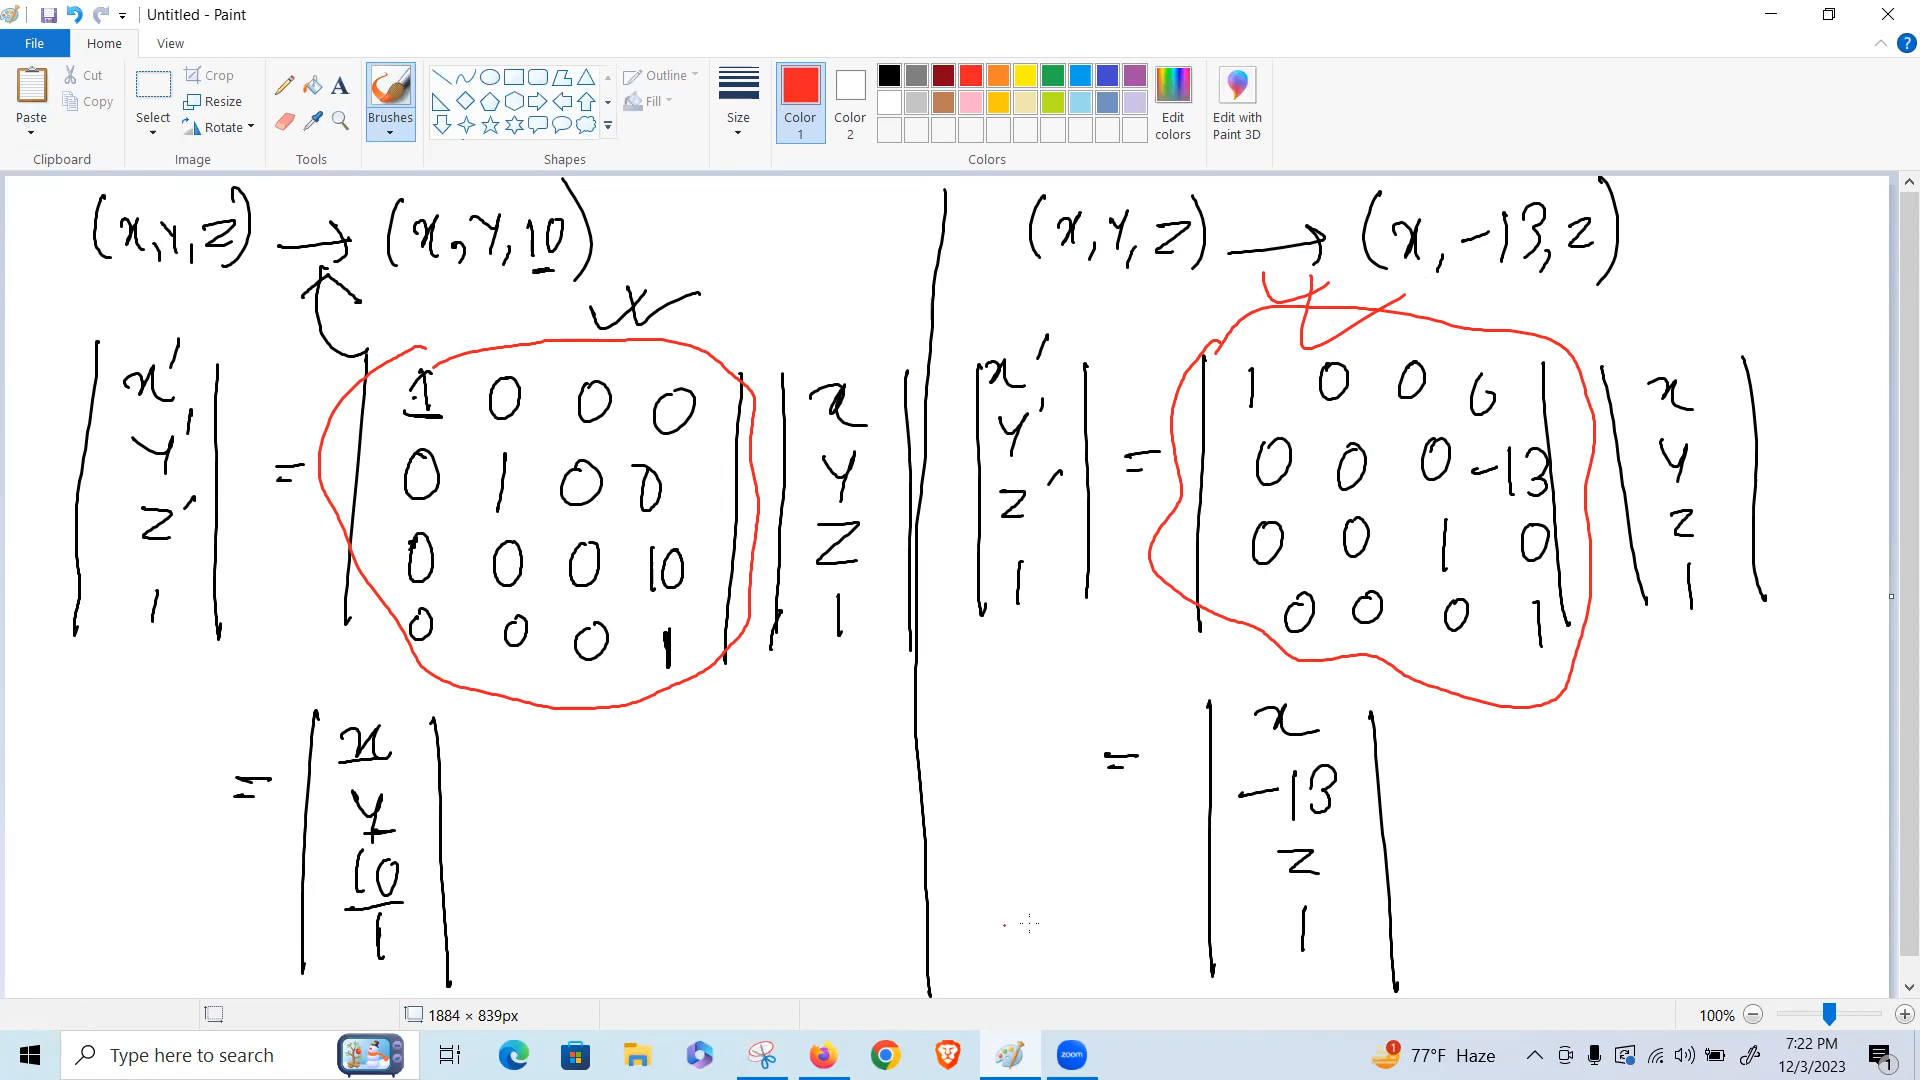 Untitled - Paint
File Home View
Paste
Cut
Copy
Clipboard
Select
Crop
Resize
Rotate
Image
A
Tools
Brushes
Outline
Fill
Shapes
Size
Color 1
Color 2
Edit colors
Edit with Paint 3D
Colors
(x, y, z) → (x, y, 10)
x' 1 0 0 0 x
y' = 0 1 0 0 y
z' 0 0 0 10 z
1 0 0 0 1 1
x
= y
10
1
(x, y, z) → (x, -13, z)
x' 1 0 0 0 x
y' = 0 0 0 -13 y
z' 0 0 1 0 z
1 0 0 0 1 1
x
= -13
z
1
1884 × 839px
100%
Type here to search
zoom
1
77°F Haze
7:22 PM
12/3/2023
1